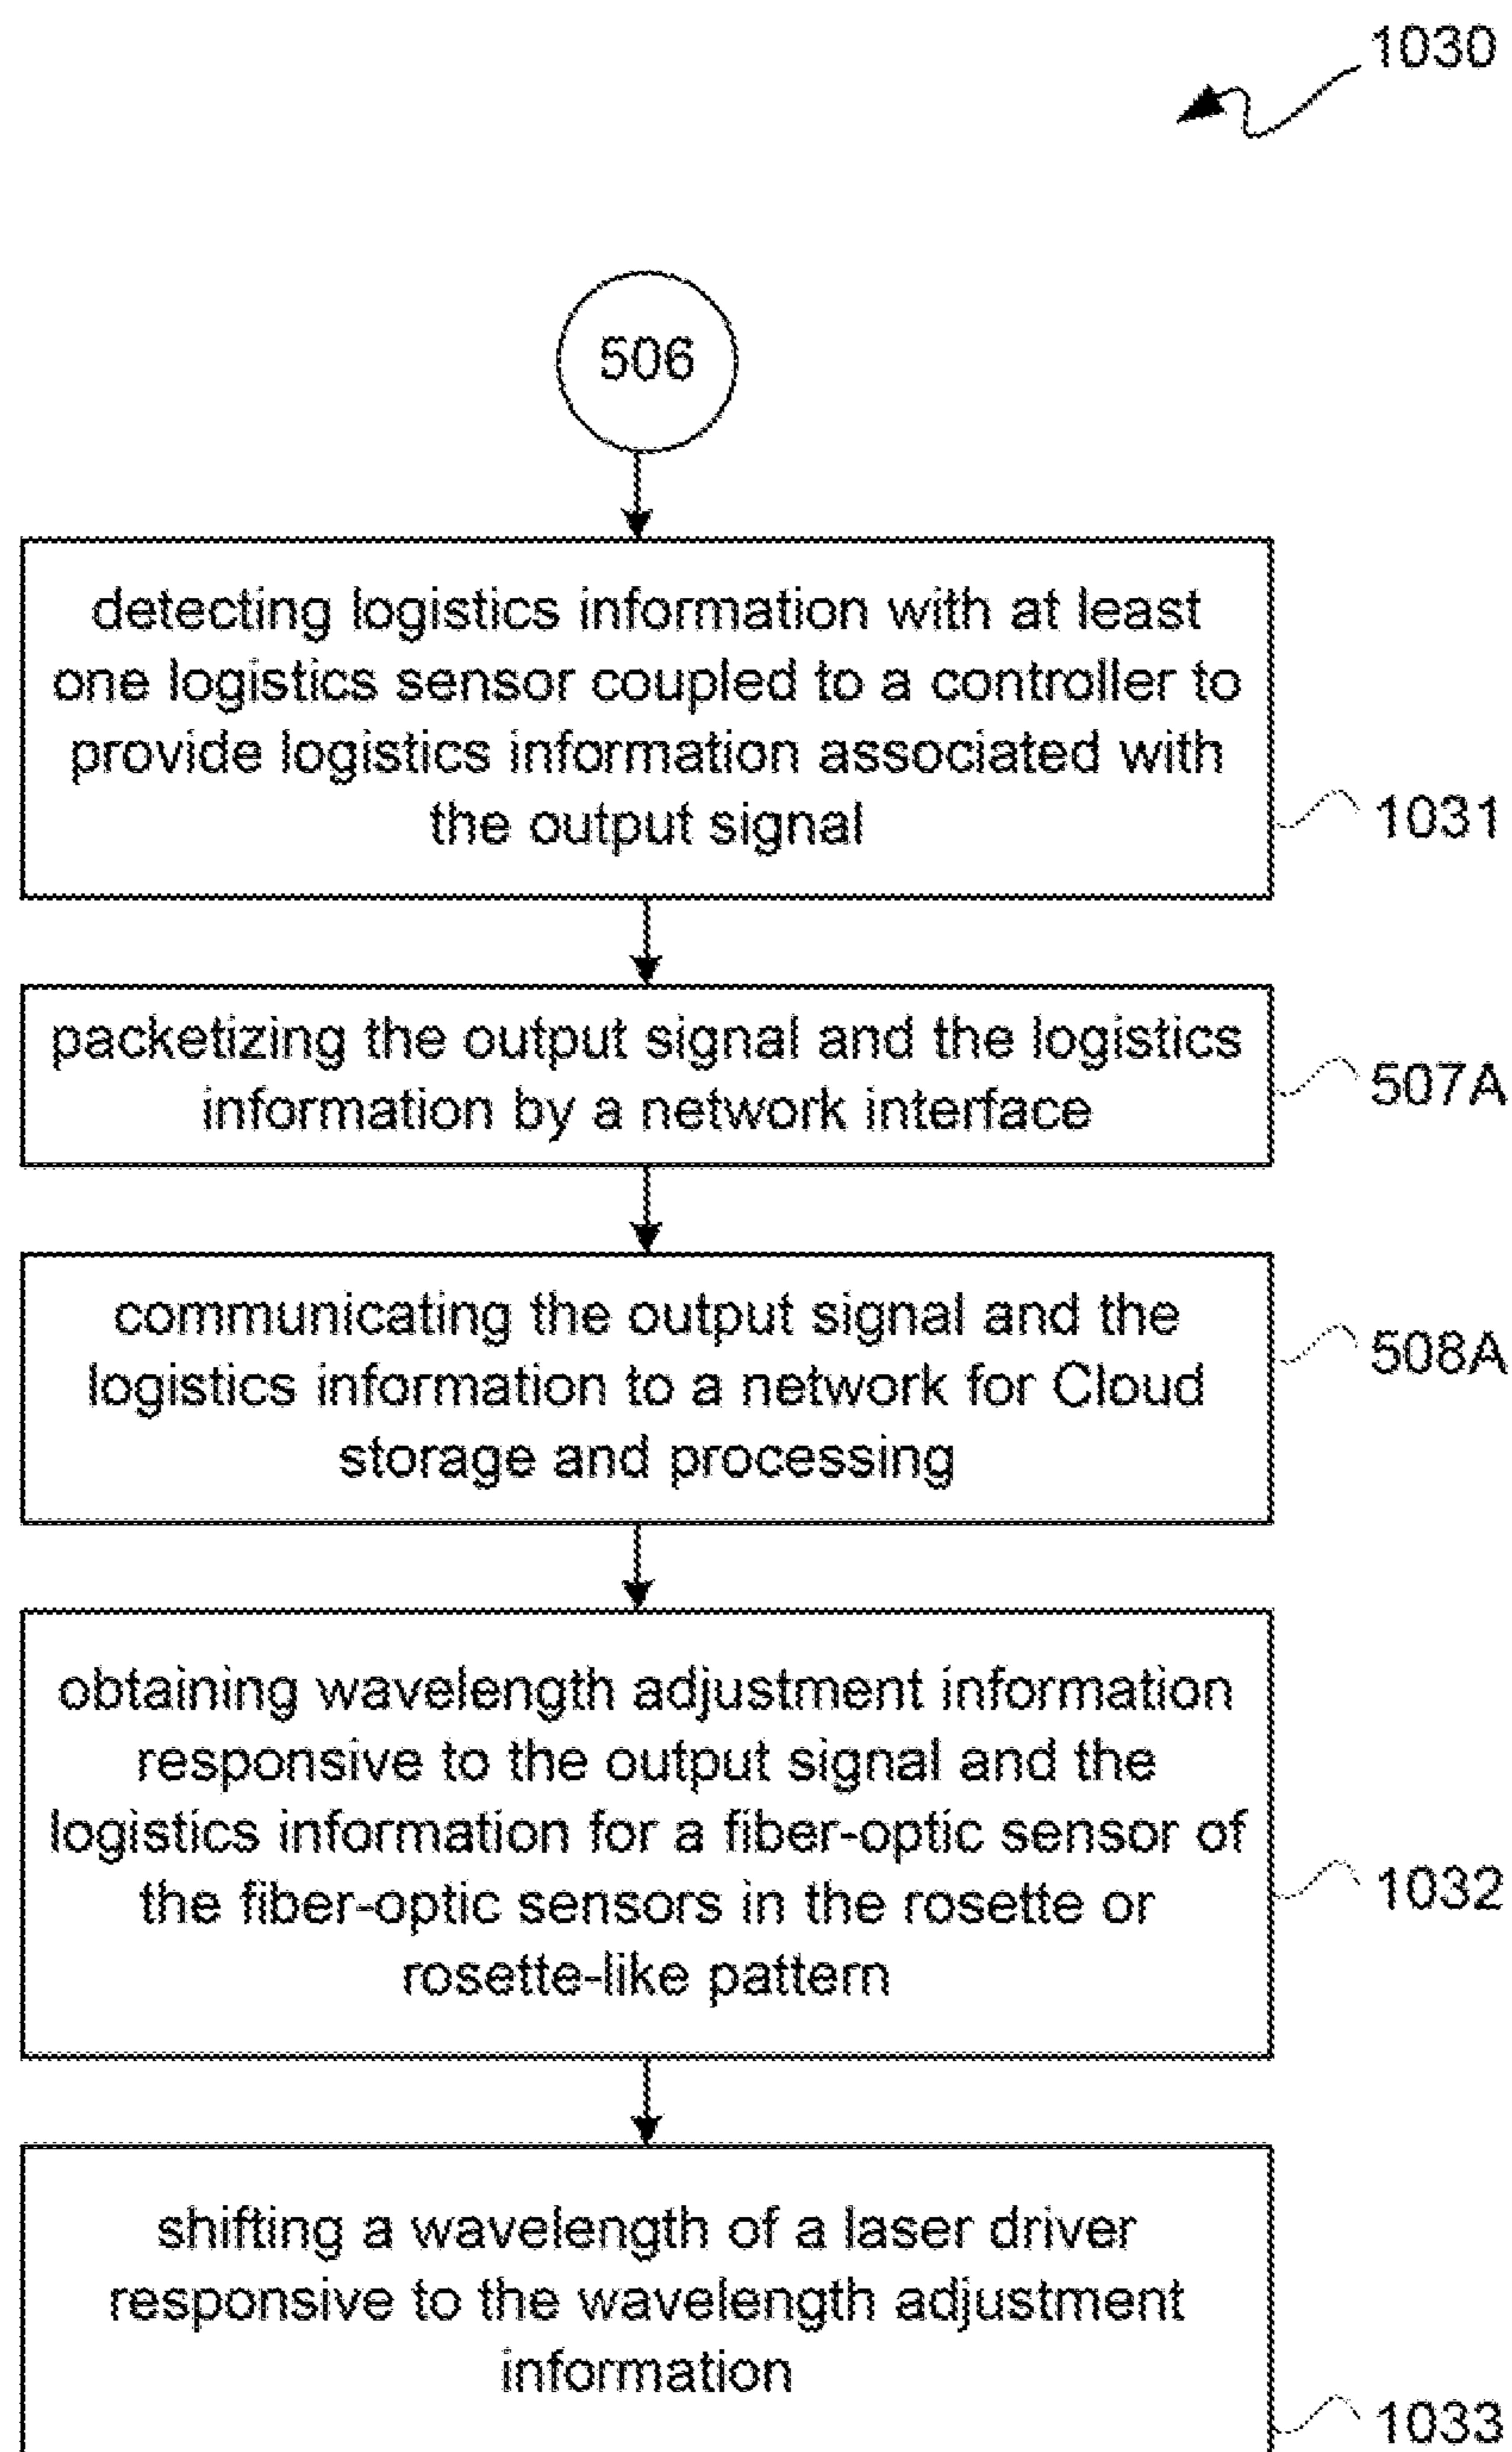 1030
506
detecting logistics information with at least
one logistics sensor coupled to a controller to
provide logistics information associated with
the output signal
1031
packetizing the output signal and the logistics
information by a network interface
507A
communicating the output signal and the
logistics information to a network for Cloud
storage and processing
508A
obtaining wavelength adjustment information
responsive to the output signal and the
logistics information for a fiber-optic sensor of
the fiber-optic sensors in the rosette or
rosette-like pattern
1032
shifting a wavelength of a laser driver
responsive to the wavelength adjustment
information
1033